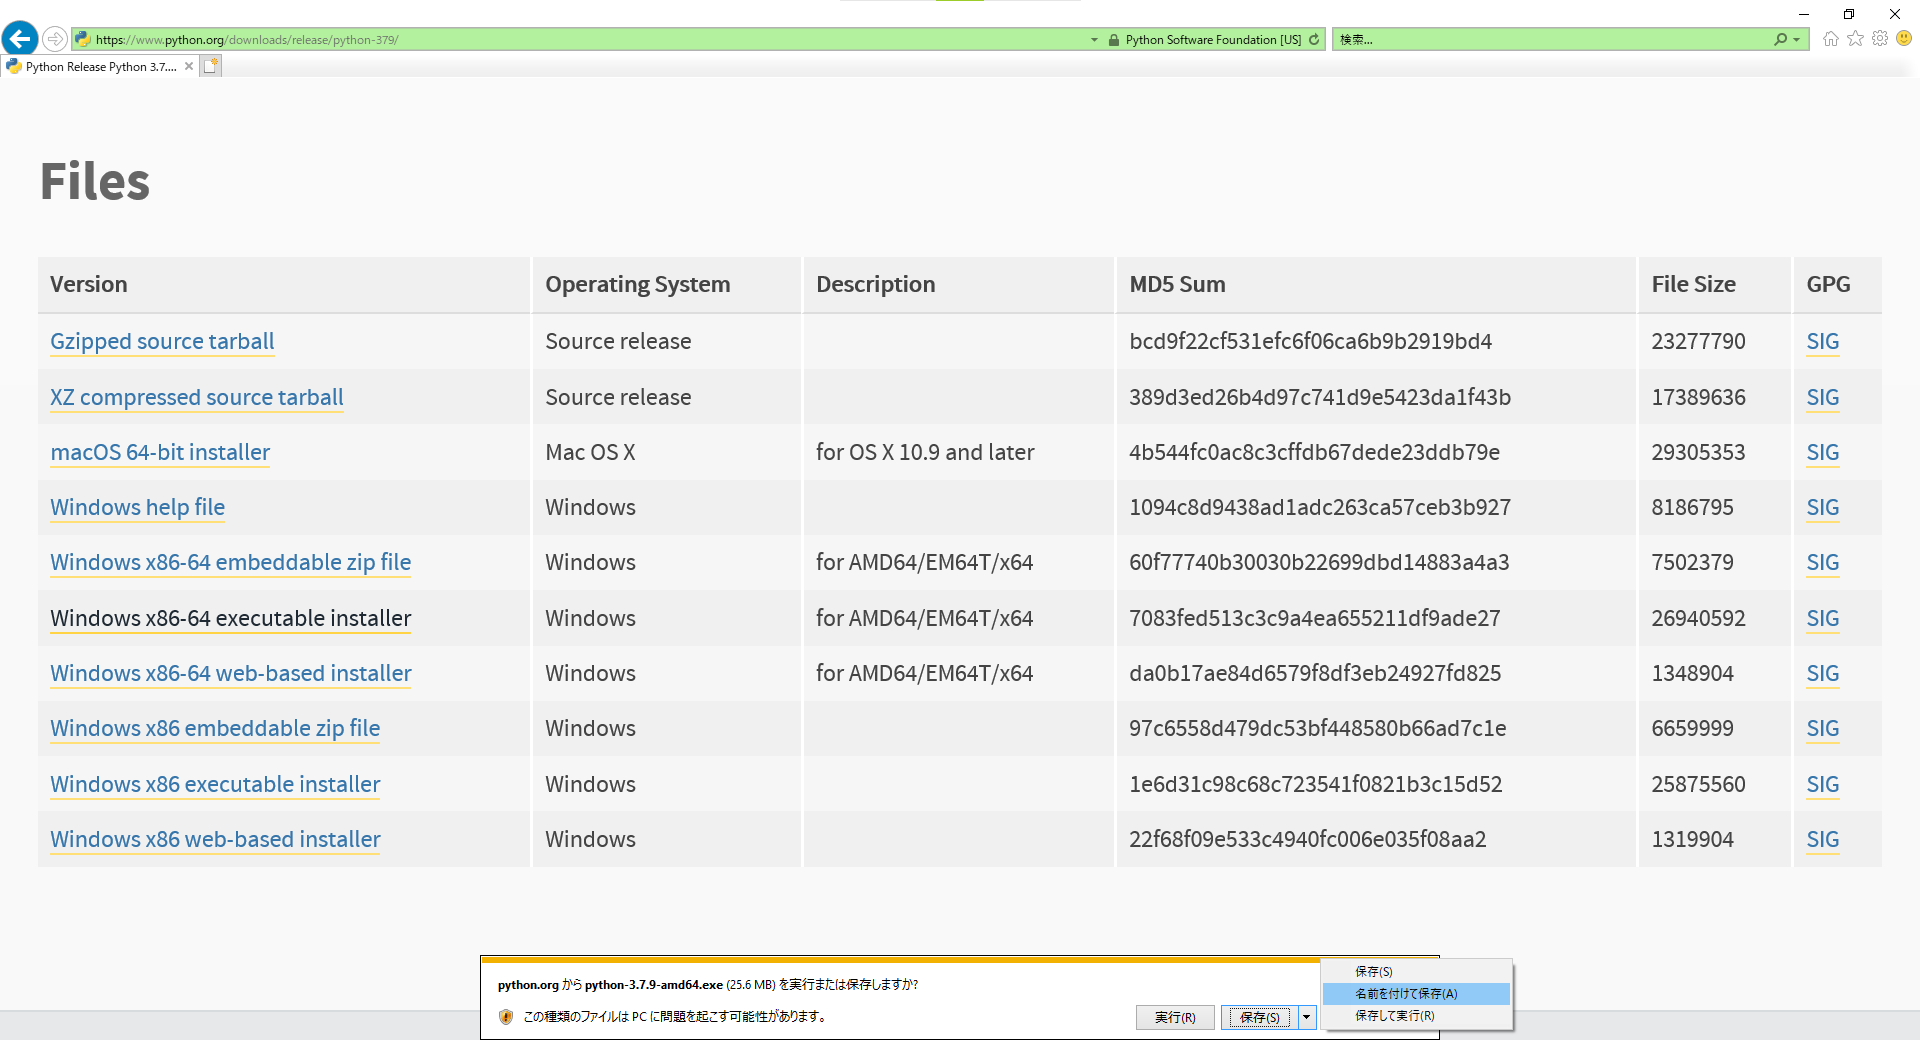 https://www.python.org/downloads/release/python-379/
Python Software Foundation [US]
検索...
Python Release Python 3.7....
Files
Version Operating System Description MD5 Sum File Size GPG
Gzipped source tarball Source release bcd9f22cf531efc6f06ca6b9b2919bd4 23277790 SIG
XZ compressed source tarball Source release 389d3ed26b4d97c741d9e5423da1f43b 17389636 SIG
macOS 64-bit installer Mac OS X for OS X 10.9 and later 4b544fc0ac8c3cffdb67dede23ddb79e 29305353 SIG
Windows help file Windows 1094c8d9438ad1adc263ca57ceb3b927 8186795 SIG
Windows x86-64 embeddable zip file Windows for AMD64/EM64T/x64 60f77740b30030b22699dbd14883a4a3 7502379 SIG
Windows x86-64 executable installer Windows for AMD64/EM64T/x64 7083fed513c3c9a4ea655211df9ade27 26940592 SIG
Windows x86-64 web-based installer Windows for AMD64/EM64T/x64 da0b17ae84d6579f8df3eb24927fd825 1348904 SIG
Windows x86 embeddable zip file Windows 97c6558d479dc53bf448580b66ad7c1e 6659999 SIG
Windows x86 executable installer Windows 1e6d31c98c68c723541f0821b3c15d52 25875560 SIG
Windows x86 web-based installer Windows 22f68f09e533c4940fc006e035f08aa2 1319904 SIG
python.org から python-3.7.9-amd64.exe (25.6 MB) を実行または保存しますか?
この種類のファイルは PC に問題を起こす可能性があります。
実行(R) 保存(S)
保存(S)
名前を付けて保存(A)
保存して実行(R)